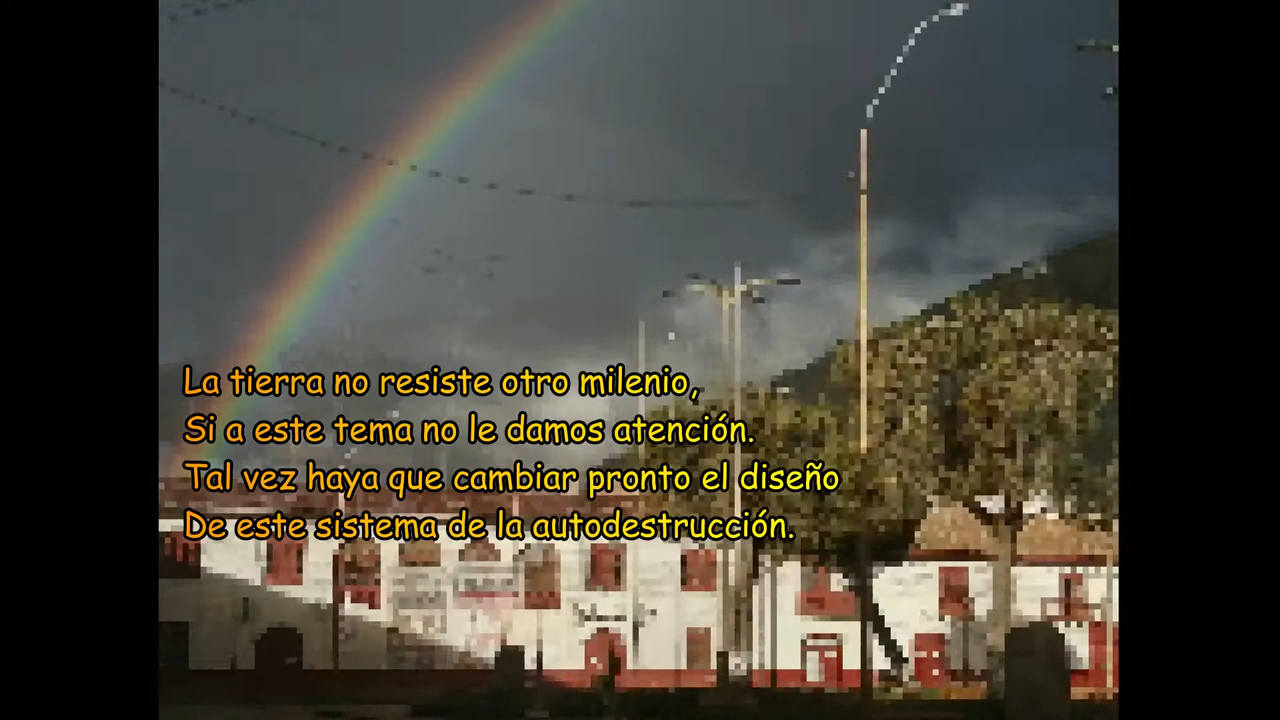 La tierra no resiste otro milenio,
Si a este tema no le damos atención.
Tal vez haya que cambiar pronto el diseño
De este sistema de la autodestrucción.